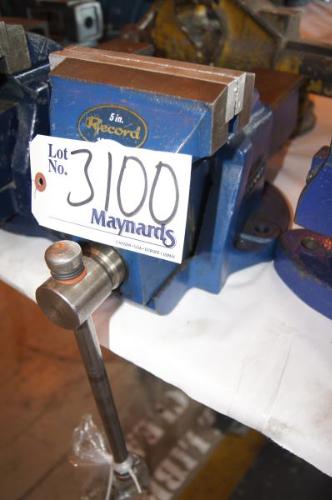 5 in.
Record
Lot
No. 3100
Maynards